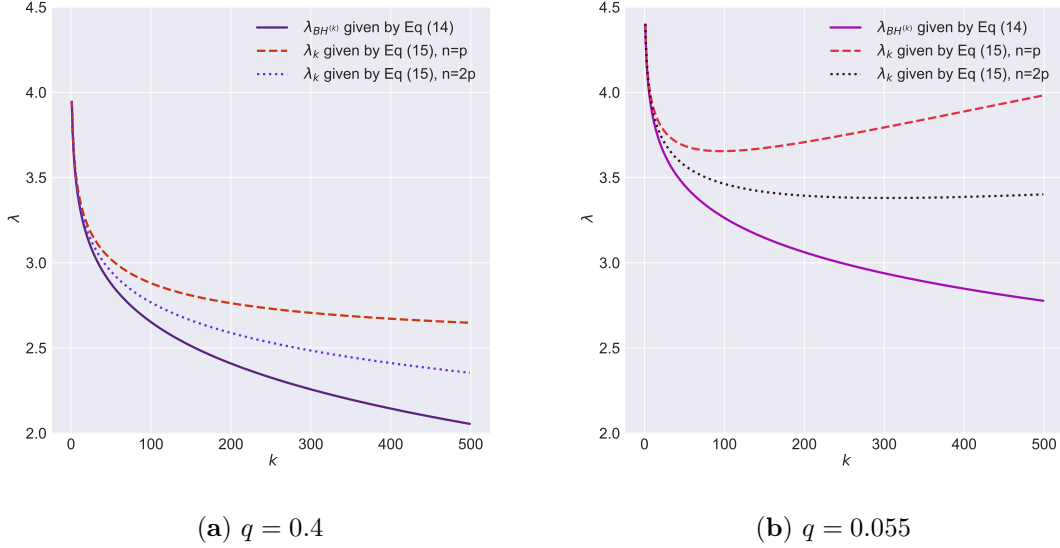 4.5
4.0
3.5
3.0
2.5
2.0
λ
0 100 200 300 400 500
k
λ_{BH^{(k)}} given by Eq (14)
λ_k given by Eq (15), n=p
λ_k given by Eq (15), n=2p
(a) q = 0.4
4.5
4.0
3.5
3.0
2.5
2.0
λ
0 100 200 300 400 500
k
λ_{BH^{(k)}} given by Eq (14)
λ_k given by Eq (15), n=p
λ_k given by Eq (15), n=2p
(b) q = 0.055